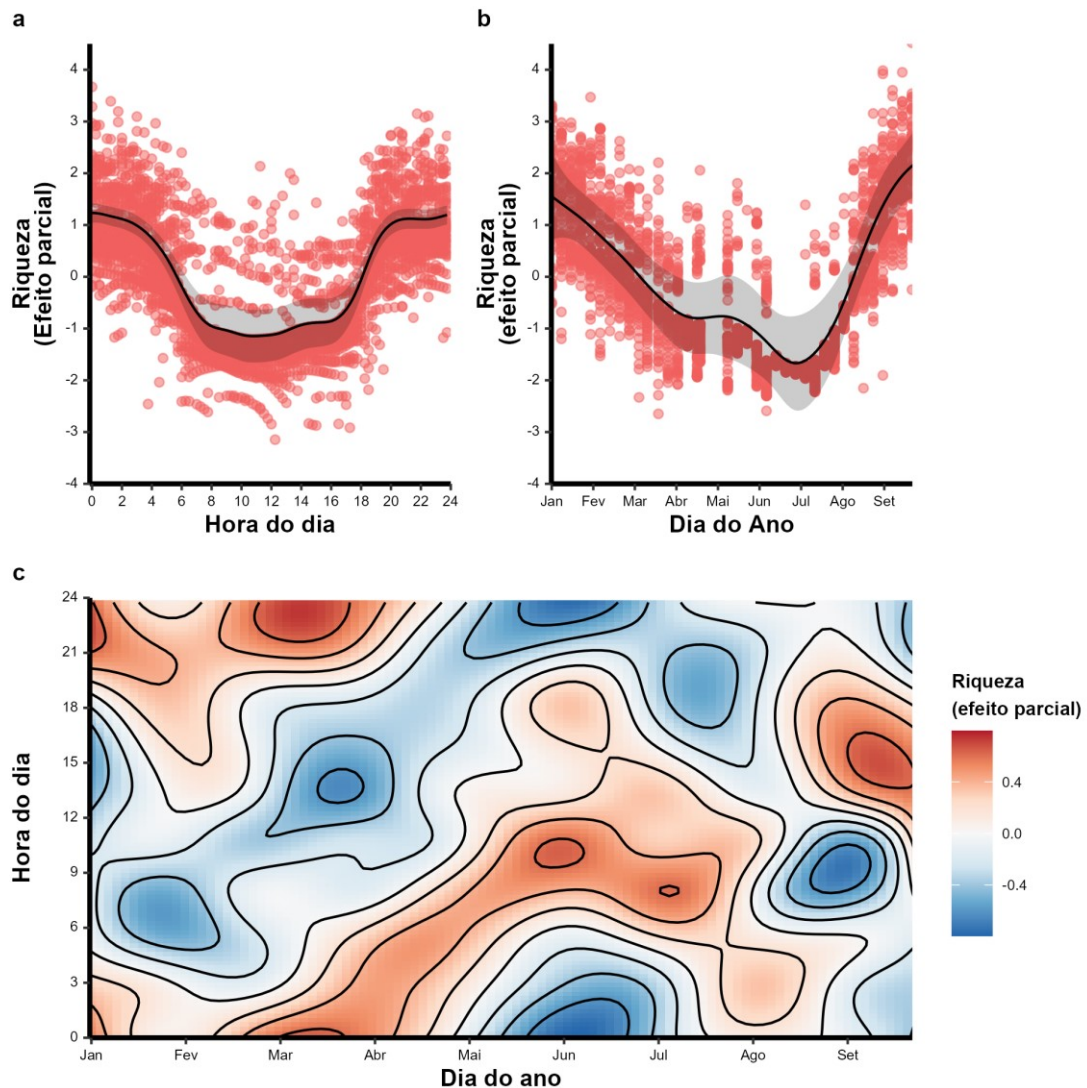 a
b
Riqueza
(Efeito parcial)
4
3
2
1
0
-1
-2
-3
-4
0 2 4 6 8 10 12 14 16 18 20 22 24
Hora do dia
Riqueza
(efeito parcial)
4
3
2
1
0
-1
-2
-3
-4
Jan Fev Mar Abr Mai Jun Jul Ago Set
Dia do Ano
c
Hora do dia
24
21
18
15
12
9
6
3
0
Jan Fev Mar Abr Mai Jun Jul Ago Set
Dia do ano
Riqueza
(efeito parcial)
0.4
0.0
-0.4